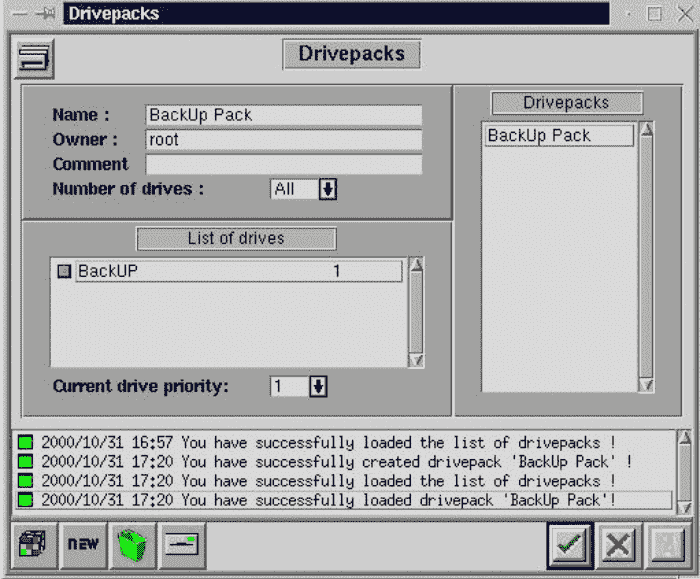 Drivepacks
Drivepacks
Name :
BackUp Pack
Owner :
root
Comment
Number of drives :
All
List of drives
BackUP 1
Current drive priority:
1
Drivepacks
BackUp Pack
2000/10/31 16:57 You have successfully loaded the list of drivepacks !
2000/10/31 17:20 You have successfully created drivepack 'BackUp Pack' !
2000/10/31 17:20 You have successfully loaded the list of drivepacks !
2000/10/31 17:20 You have successfully loaded drivepack 'BackUp Pack'!
NEW